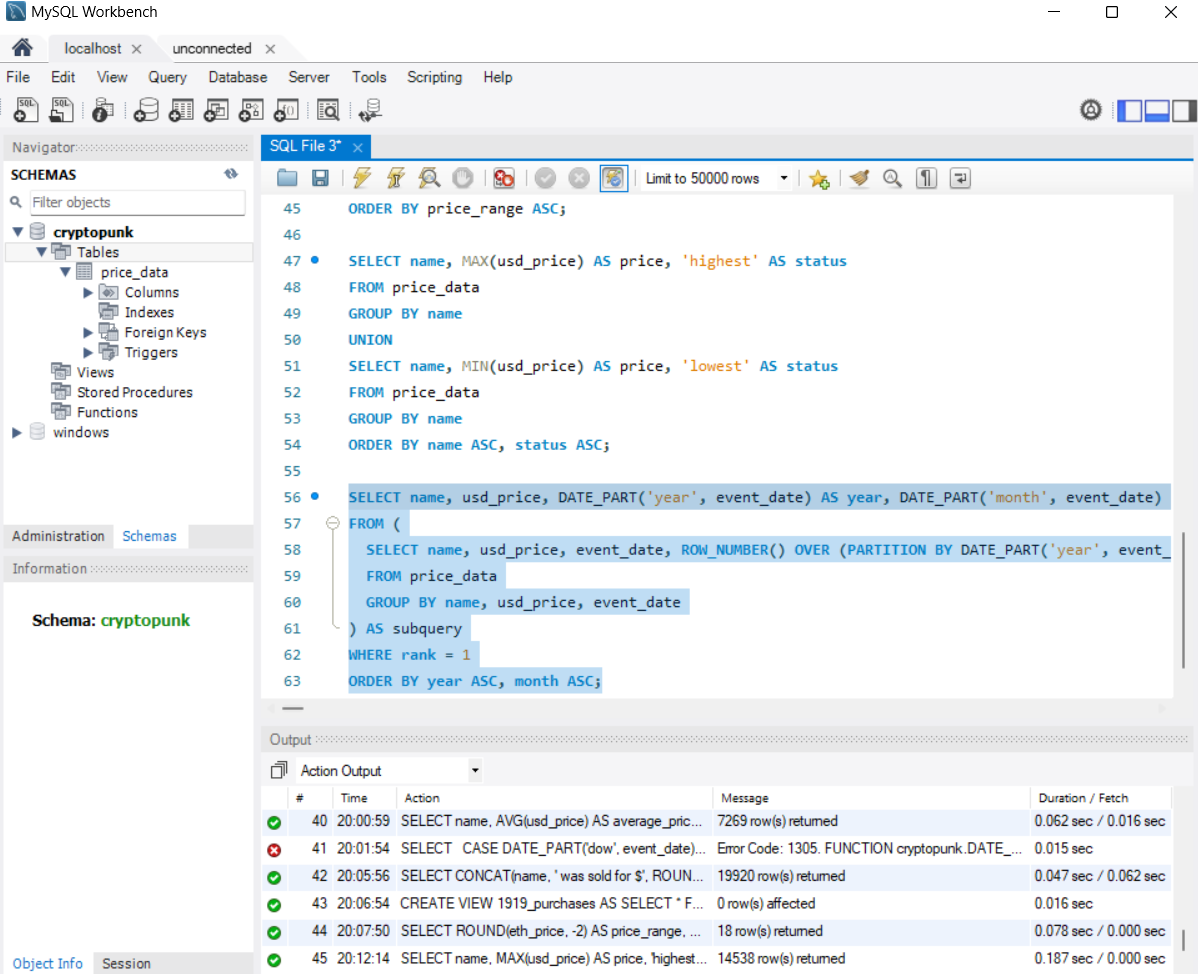 MySQL Workbench
localhost
unconnected
File Edit View Query Database Server Tools Scripting Help
Navigator
SCHEMAS
Filter objects
cryptopunk
Tables
price_data
Columns
Indexes
Foreign Keys
Triggers
Views
Stored Procedures
Functions
windows
Administration Schemas
Information
Schema: cryptopunk
Object Info Session
SQL File 3*
Limit to 50000 rows
45 ORDER BY price_range ASC;
46
47 SELECT name, MAX(usd_price) AS price, 'highest' AS status
48 FROM price_data
49 GROUP BY name
50 UNION
51 SELECT name, MIN(usd_price) AS price, 'lowest' AS status
52 FROM price_data
53 GROUP BY name
54 ORDER BY name ASC, status ASC;
55
56 SELECT name, usd_price, DATE_PART('year', event_date) AS year, DATE_PART('month', event_date)
57 FROM (
58 SELECT name, usd_price, event_date, ROW_NUMBER() OVER (PARTITION BY DATE_PART('year', event_
59 FROM price_data
60 GROUP BY name, usd_price, event_date
61 ) AS subquery
62 WHERE rank = 1
63 ORDER BY year ASC, month ASC;
Output
Action Output
# Time Action Message Duration / Fetch
40 20:00:59 SELECT name, AVG(usd_price) AS average_pric... 7269 row(s) returned 0.062 sec / 0.016 sec
41 20:01:54 SELECT CASE DATE_PART('dow', event_date)... Error Code: 1305. FUNCTION cryptopunk.DATE_... 0.015 sec
42 20:05:56 SELECT CONCAT(name, ' was sold for $', ROUN... 19920 row(s) returned 0.047 sec / 0.062 sec
43 20:06:54 CREATE VIEW 1919_purchases AS SELECT * F... 0 row(s) affected 0.016 sec
44 20:07:50 SELECT ROUND(eth_price, -2) AS price_range, ... 18 row(s) returned 0.078 sec / 0.000 sec
45 20:12:14 SELECT name, MAX(usd_price) AS price, 'highest... 14538 row(s) returned 0.187 sec / 0.000 sec